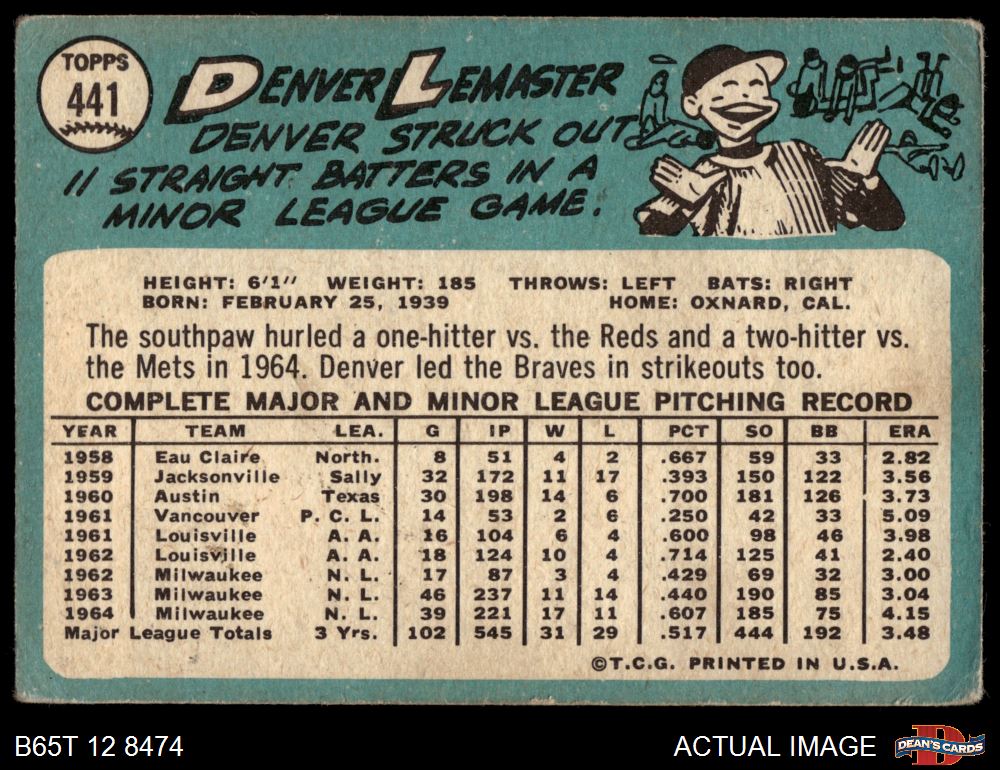 TOPPS
441
DENVER LEMASTER
DENVER STRUCK OUT
11 STRAIGHT BATTERS IN A
MINOR LEAGUE GAME.
HEIGHT: 6'1" WEIGHT: 185 THROWS: LEFT BATS: RIGHT
BORN: FEBRUARY 25, 1939 HOME: OXNARD, CAL.
The southpaw hurled a one-hitter vs. the Reds and a two-hitter vs.
the Mets in 1964. Denver led the Braves in strikeouts too.
COMPLETE MAJOR AND MINOR LEAGUE PITCHING RECORD
YEAR TEAM LEA. G IP W L PCT SO BB ERA
1958 Eau Claire North. 8 51 4 2 .667 59 33 2.82
1959 Jacksonville Sally 32 172 11 17 .393 150 122 3.56
1960 Austin Texas 30 198 14 6 .700 181 126 3.73
1961 Vancouver P. C. L. 14 53 2 6 .250 42 33 5.09
1961 Louisville A. A. 16 104 6 4 .600 98 46 3.98
1962 Louisville A. A. 18 124 10 4 .714 125 41 2.40
1962 Milwaukee N. L. 17 87 3 4 .429 69 32 3.00
1963 Milwaukee N. L. 46 237 11 14 .440 190 85 3.04
1964 Milwaukee N. L. 39 221 17 11 .607 185 75 4.15
Major League Totals 3 Yrs. 102 545 31 29 .517 444 192 3.48
©T.C.G. PRINTED IN U.S.A.
B65T 12 8474
ACTUAL IMAGE
DEAN'S CARDS